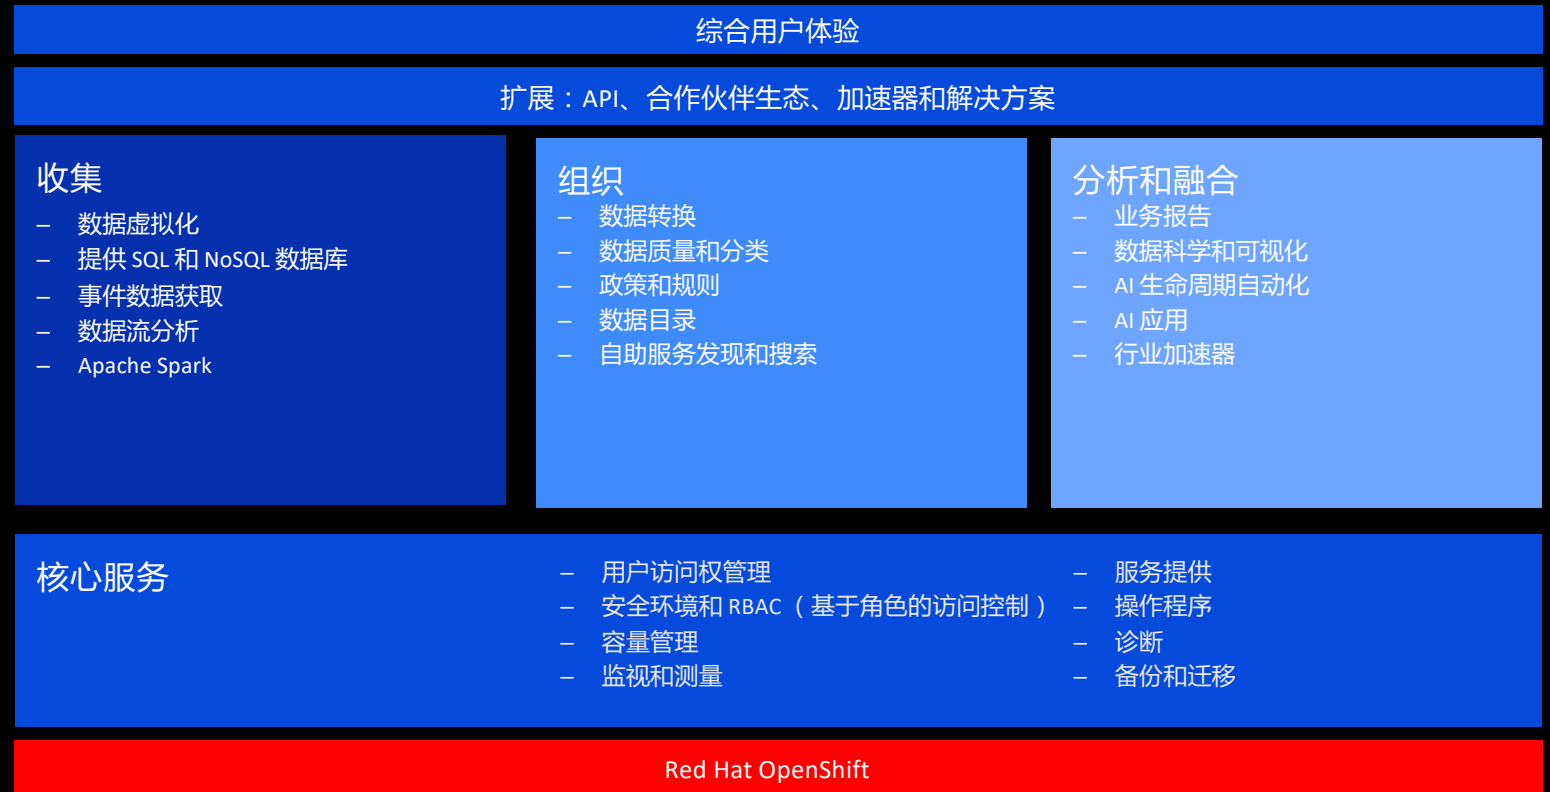 综合用户体验
扩展：API、合作伙伴生态、加速器和解决方案
收集
– 数据虚拟化
– 提供 SQL 和 NoSQL 数据库
– 事件数据获取
– 数据流分析
– Apache Spark
组织
– 数据转换
– 数据质量和分类
– 政策和规则
– 数据目录
– 自助服务发现和搜索
分析和融合
– 业务报告
– 数据科学和可视化
– AI 生命周期自动化
– AI 应用
– 行业加速器
核心服务
– 用户访问权管理
– 安全环境和 RBAC（基于角色的访问控制）
– 容量管理
– 监视和测量
– 服务提供
– 操作程序
– 诊断
– 备份和迁移
Red Hat OpenShift